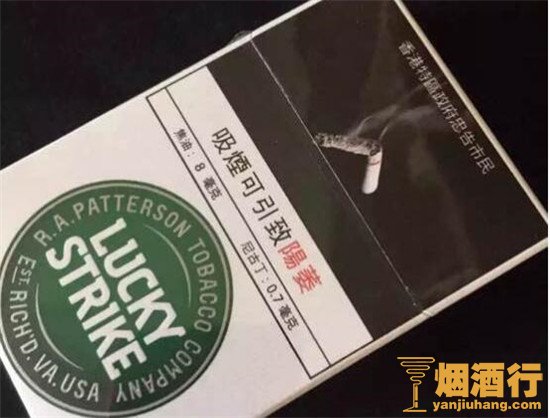 香港特區政府忠告市民
吸煙可引致陽萎
焦油：8 毫克
尼古丁：0.7 毫克
R.A. PATTERSON TOBACCO COMPANY
LUCKY
STRIKE
EST. RICH'D. VA. USA
烟酒行
yanjiuhang.com